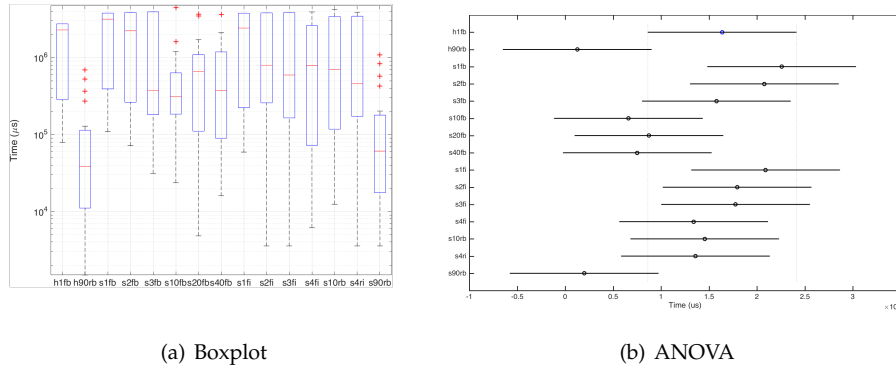 Time (μs)
10^6
10^5
10^4
h1fb h90rb s1fb s2fb s3fb s10fb s20fb s40fb s1fi s2fi s3fi s4fi s10rb s4ri s90rb
(a) Boxplot
h1fb
h90rb
s1fb
s2fb
s3fb
s10fb
s20fb
s40fb
s1fi
s2fi
s3fi
s4fi
s10rb
s4ri
s90rb
-1 -0.5 0 0.5 1 1.5 2 2.5 3 3.5
Time (us)
×10
(b) ANOVA